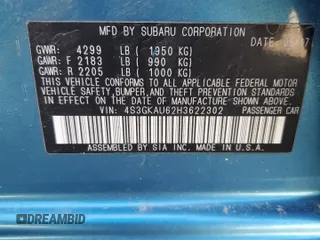 MFD BY SUBARU CORPORATION
GVWR: 4299 LB ( 1950 KG) DATE
GAWR: F 2183 LB ( 990 KG)
GAWR: R 2205 LB ( 1000 KG)
THIS VEHICLE CONFORMS TO ALL APPLICABLE FEDERAL MOTOR
VEHICLE SAFETY, BUMPER, AND THEFT PREVENTION STANDARDS
IN EFFECT ON THE DATE OF MANUFACTURE SHOWN ABOVE.
VIN: 4S3GKAU62H3622302 PASSENGER CAR
ASSEMBLED BY SIA INC. MADE IN U.S.A.
DREAMBID